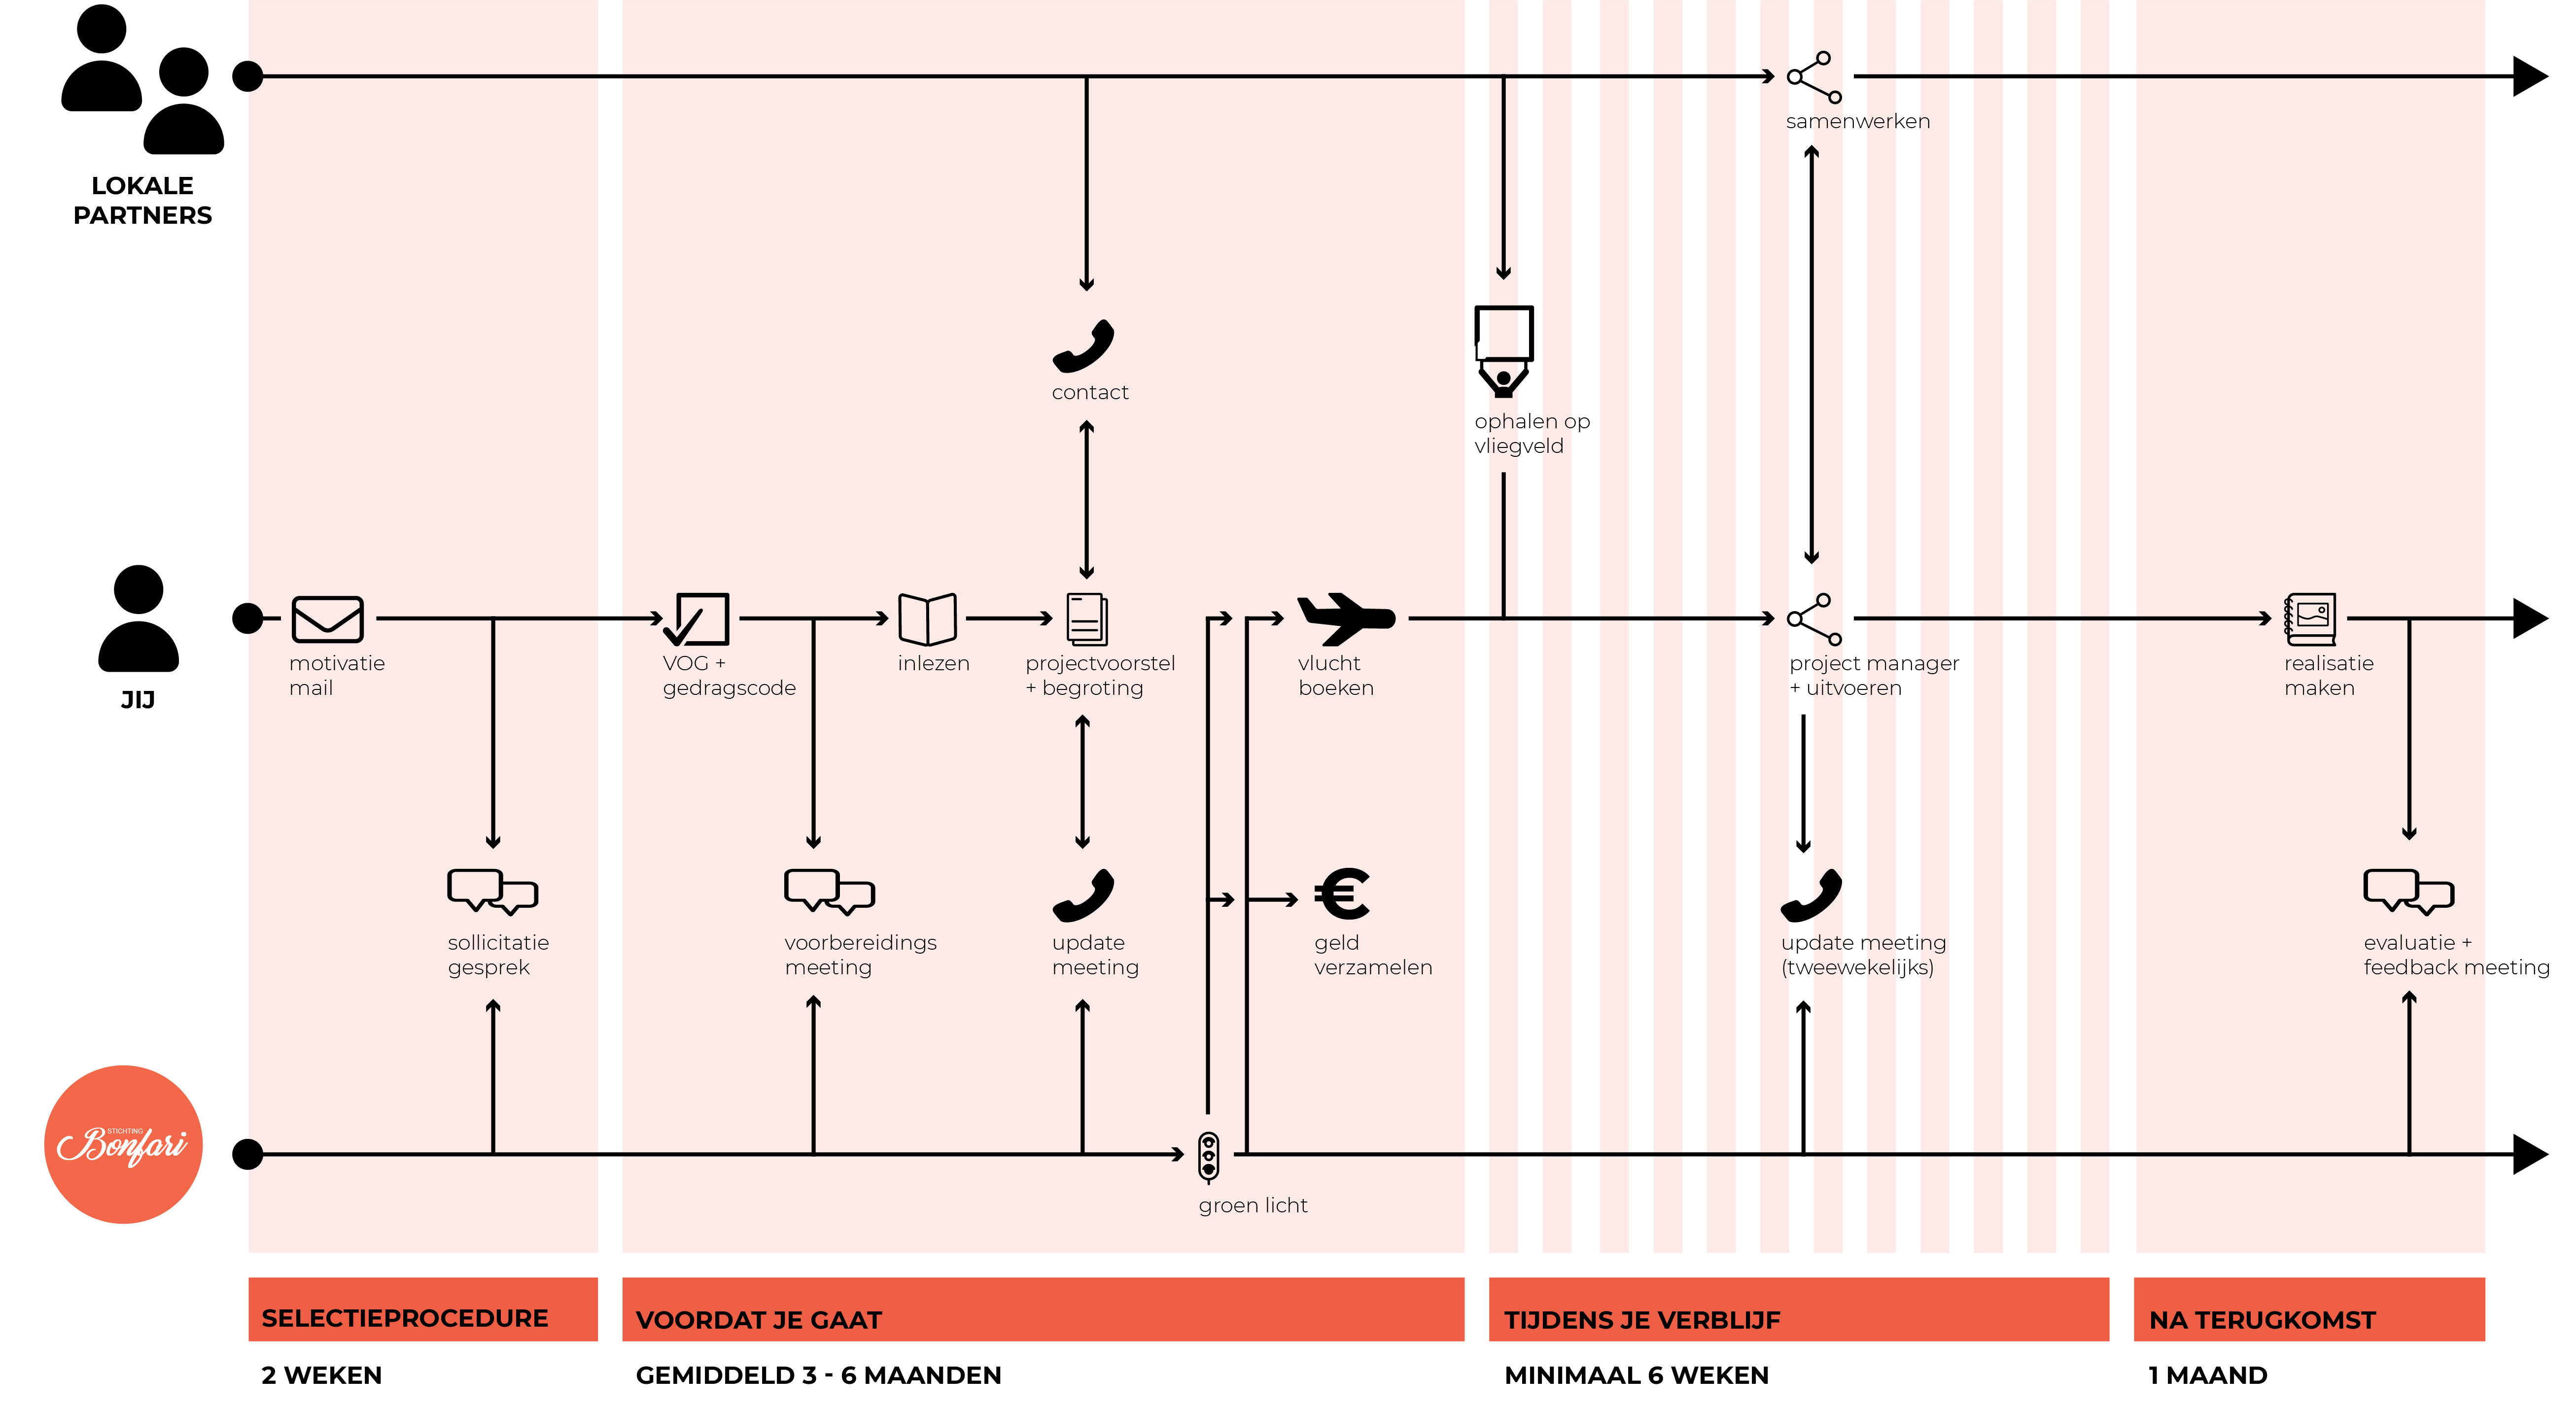 samenwerken
LOKALE
PARTNERS
contact
ophalen op
vliegveld
JIJ
motivatie
mail
VOG +
gedragscode
inlezen
projectvoorstel
+ begroting
vlucht
boeken
project manager
+ uitvoeren
realisatie
maken
sollicitatie
gesprek
voorbereidings
meeting
update
meeting
geld
verzamelen
update meeting
(tweewekelijks)
evaluatie +
feedback meeting
STICHTING
Bonfari
groen licht
SELECTIEPROCEDURE
VOORDAT JE GAAT
TIJDENS JE VERBLIJF
NA TERUGKOMST
2 WEKEN
GEMIDDELD 3 - 6 MAANDEN
MINIMAAL 6 WEKEN
1 MAAND